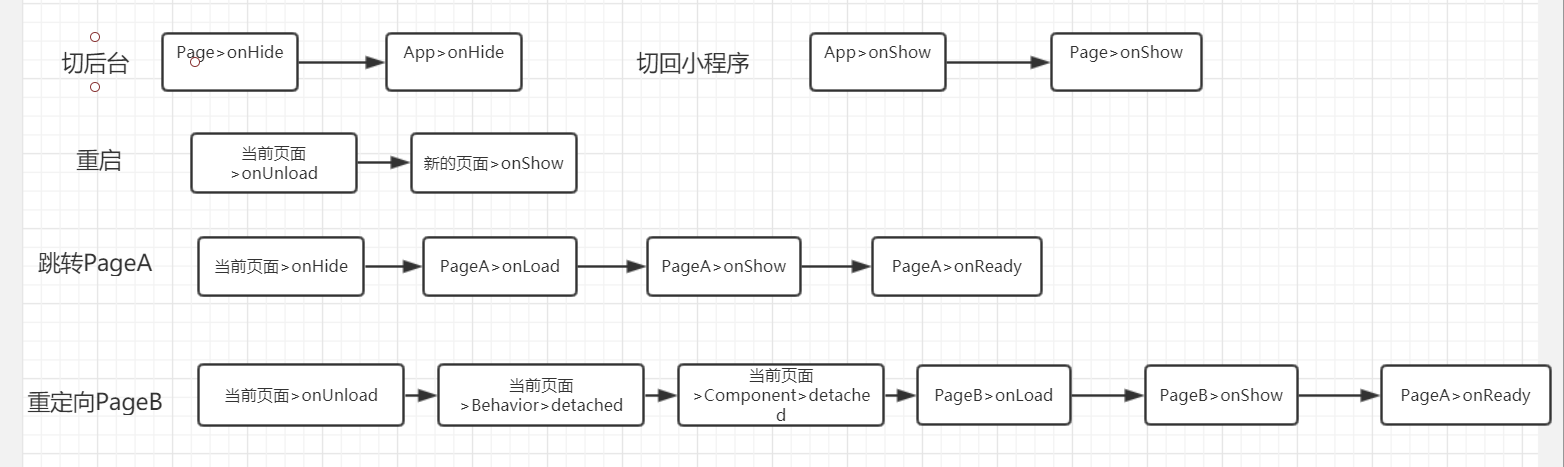 切后台
Page>onHide
App>onHide
切回小程序
App>onShow
Page>onShow
重启
当前页面
>onUnload
新的页面>onShow
跳转PageA
当前页面>onHide
PageA>onLoad
PageA>onShow
PageA>onReady
重定向PageB
当前页面>onUnload
当前页面
>Behavior>detached
当前页面
>Component>detache
d
PageB>onLoad
PageB>onShow
PageA>onReady